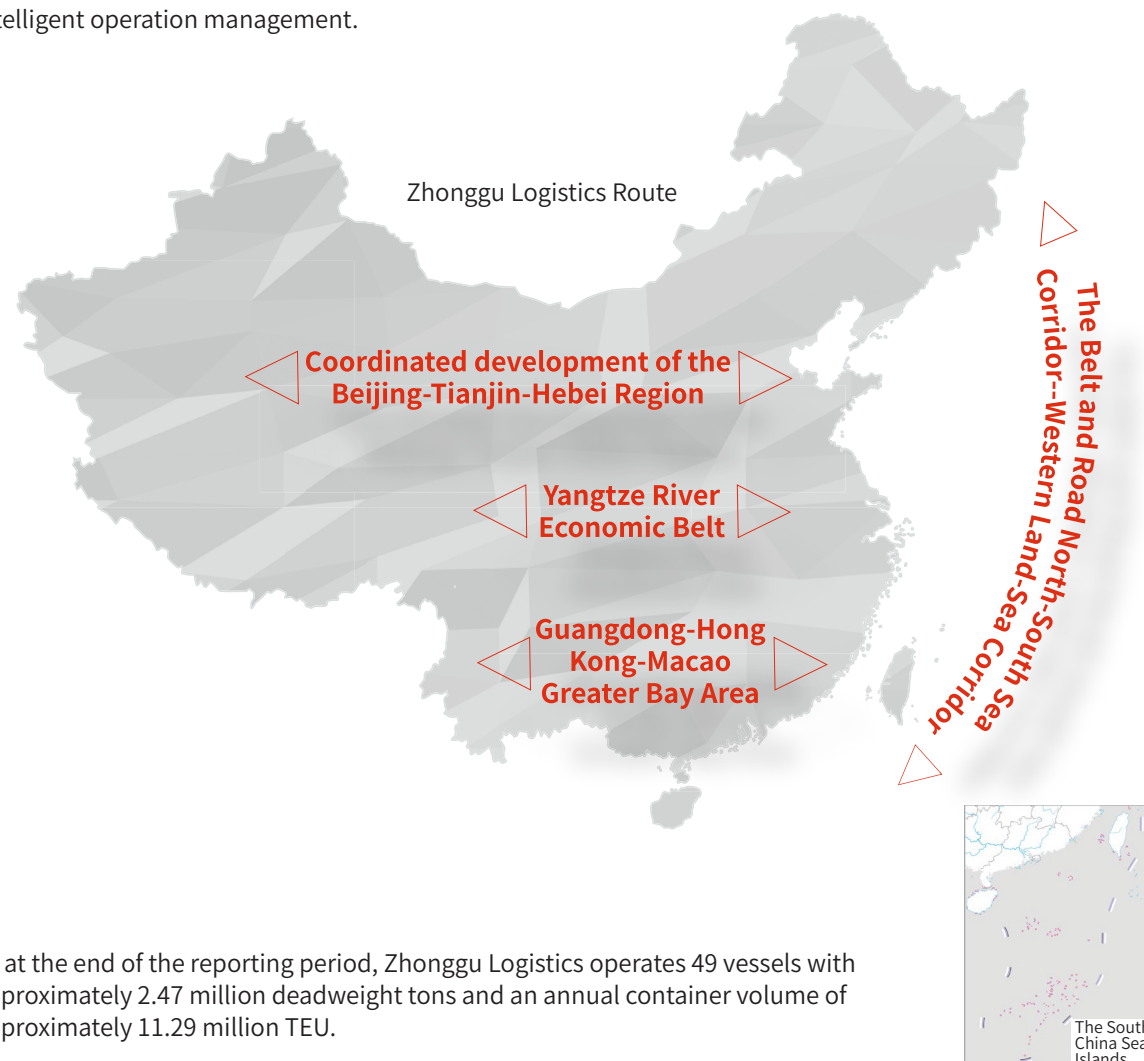 telligent operation management.
Zhonggu Logistics Route
Coordinated development of the
Beijing-Tianjin-Hebei Region
Yangtze River
Economic Belt
Guangdong-Hong
Kong-Macao
Greater Bay Area
The Belt and Road North-South Sea
Corridor--Western Land-Sea Corridor
at the end of the reporting period, Zhonggu Logistics operates 49 vessels with
proximately 2.47 million deadweight tons and an annual container volume of
proximately 11.29 million TEU.
The South
China Sea
Islands